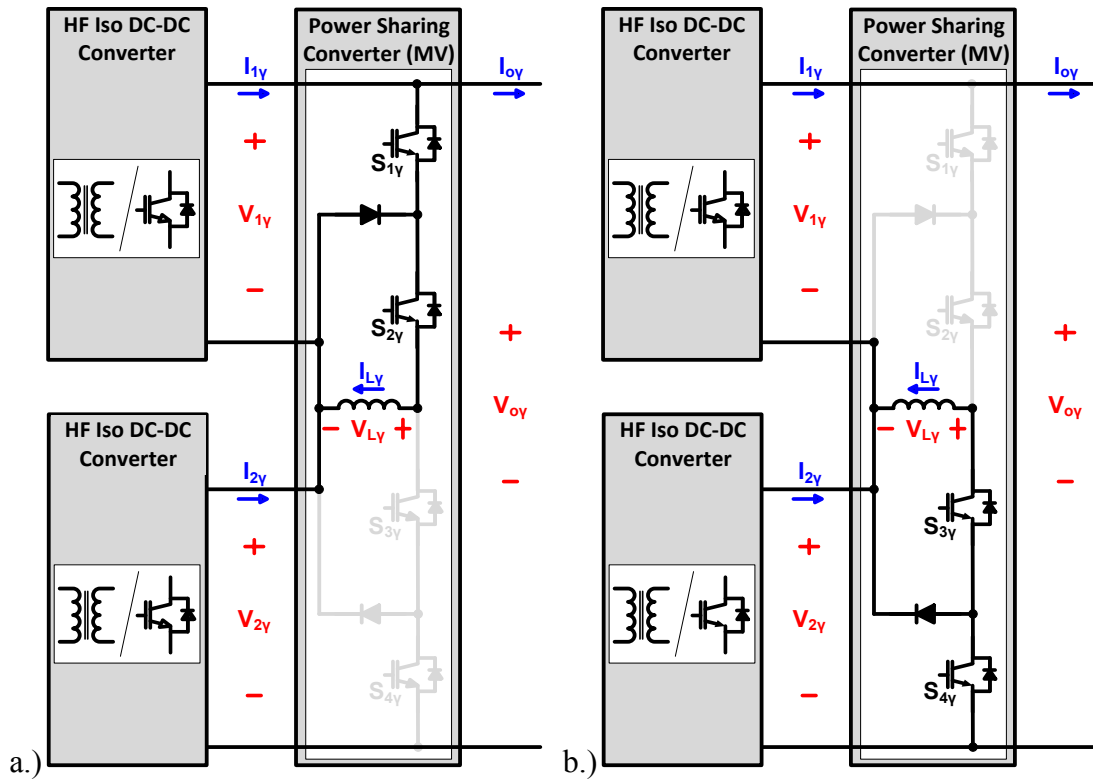 HF Iso DC-DC
Converter
Power Sharing
Converter (MV)
I1γ
Ioγ
+
V1γ
−
S1γ
S2γ
+
Voγ
−
ILγ
− VLγ +
HF Iso DC-DC
Converter
I2γ
+
V2γ
−
S3γ
S4γ
a.)
HF Iso DC-DC
Converter
Power Sharing
Converter (MV)
I1γ
Ioγ
+
V1γ
−
S1γ
S2γ
+
Voγ
−
ILγ
− VLγ +
HF Iso DC-DC
Converter
I2γ
+
V2γ
−
S3γ
S4γ
b.)